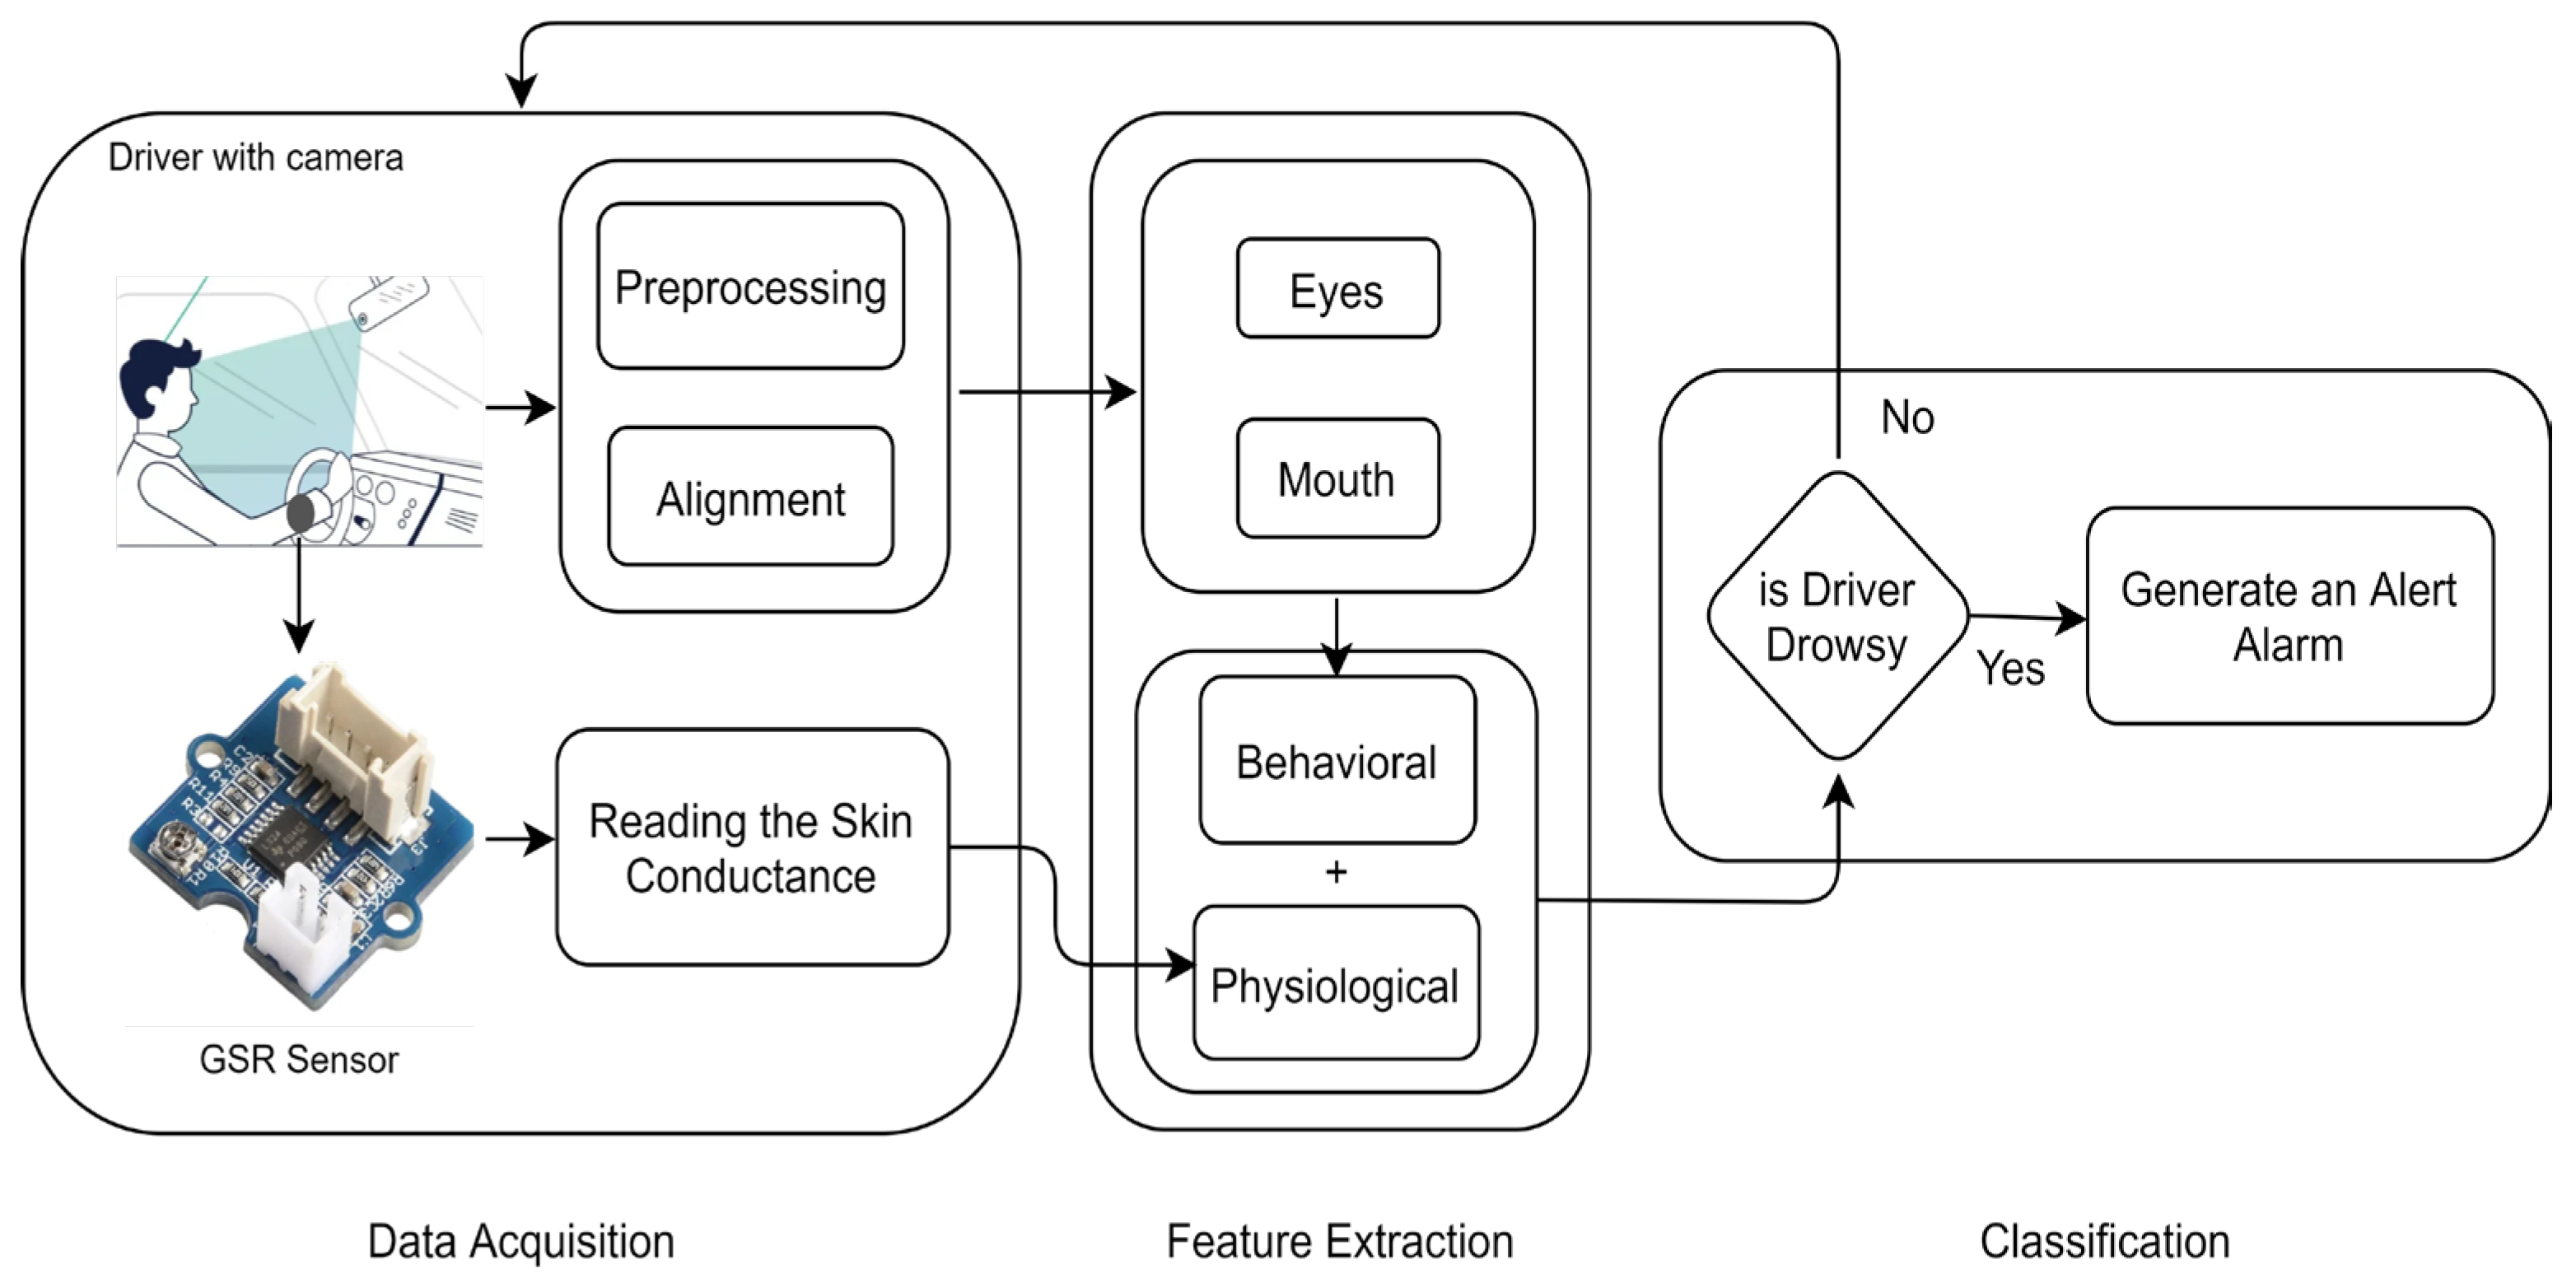 Driver with camera
Preprocessing
Alignment
GSR Sensor
Reading the Skin
Conductance
Eyes
Mouth
Behavioral
+
Physiological
No
is Driver
Drowsy
Yes
Generate an Alert
Alarm
Data Acquisition
Feature Extraction
Classification